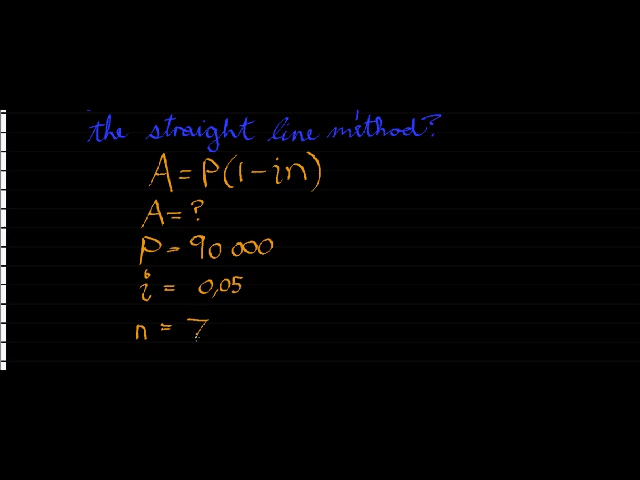 the straight line method?
A = P(1 - in)
A = ?
P = 90 000
i = 0,05
n = 7